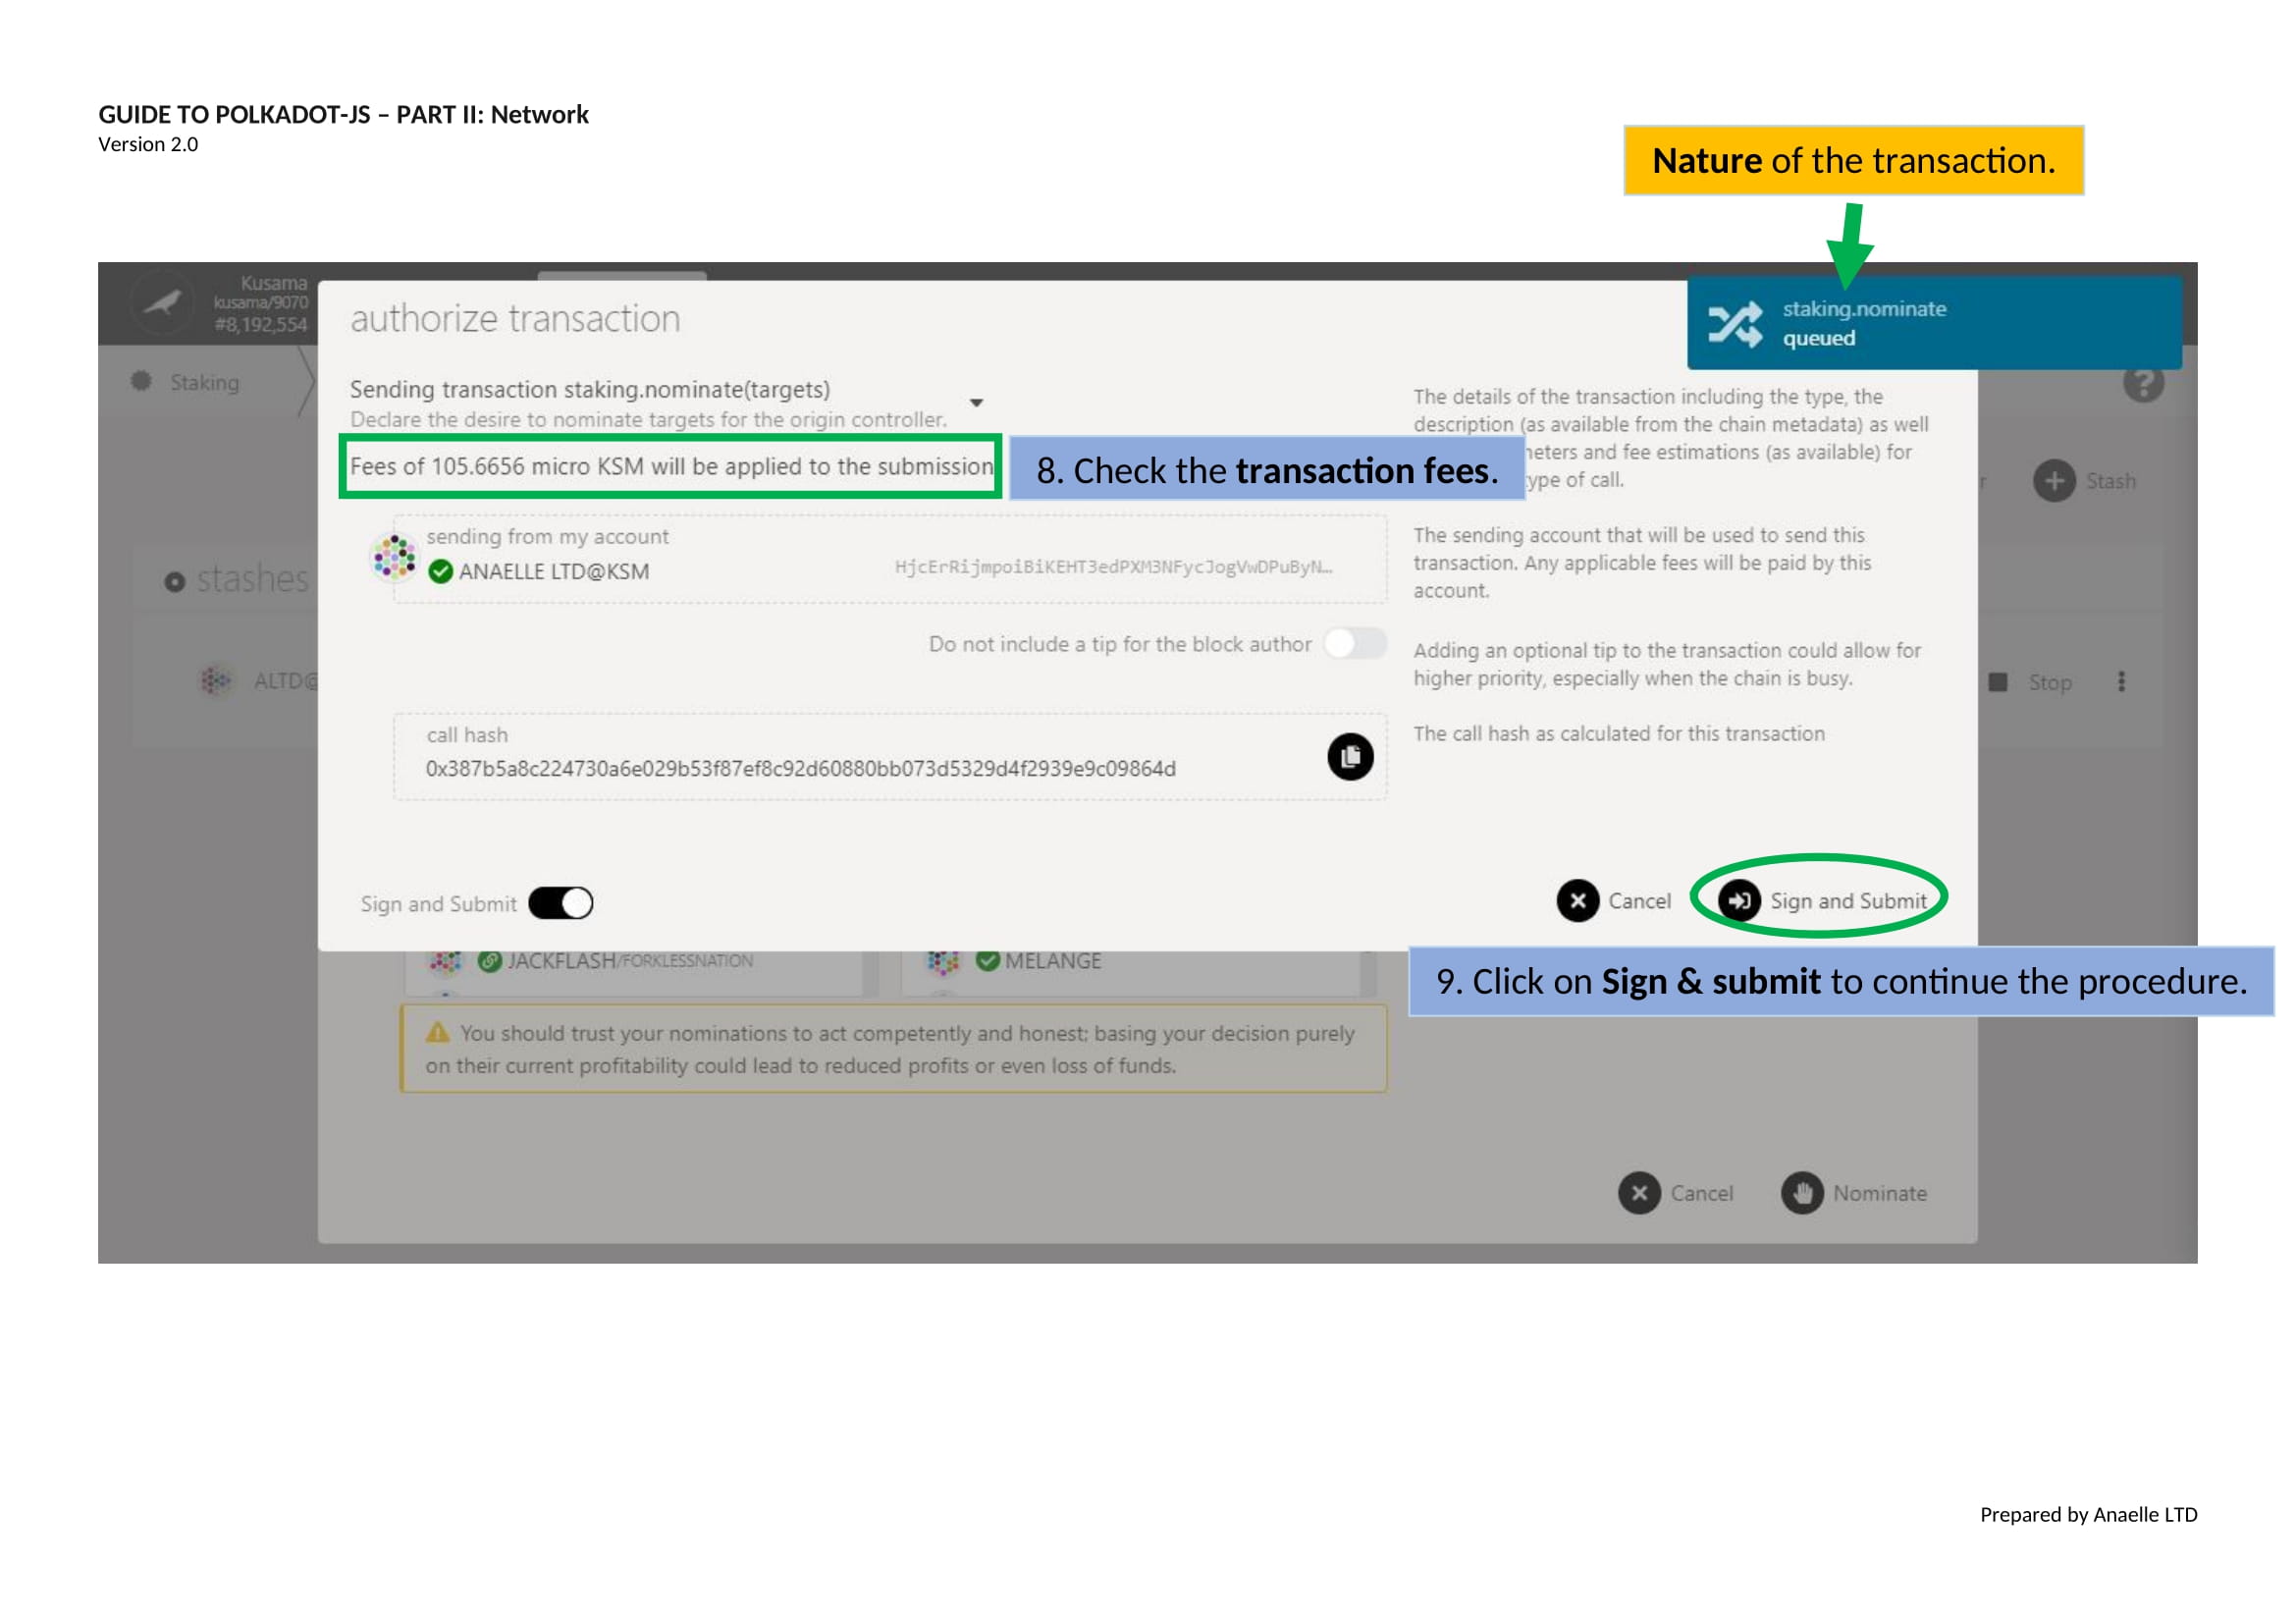 GUIDE TO POLKADOT-JS – PART II: Network
Version 2.0
Nature of the transaction.
Kusama
kusama/9070
#8,192,554
authorize transaction
staking.nominate
queued
Staking
Sending transaction staking.nominate(targets)
Declare the desire to nominate targets for the origin controller.
Fees of 105.6656 micro KSM will be applied to the submission
8. Check the transaction fees.
The details of the transaction including the type, the
description (as available from the chain metadata) as well
and fee estimations (as available) for
of call.
Stash
stashes
sending from my account
ANAELLE LTD@KSM
HjcErRijmpoiBiKEHT3edPXM3NFycJogVwDPuByN…
The sending account that will be used to send this
transaction. Any applicable fees will be paid by this
account.
Do not include a tip for the block author
Adding an optional tip to the transaction could allow for
higher priority, especially when the chain is busy.
ALTD@
Stop
call hash
0x387b5a8c224730a6e029b53f87ef8c92d60880bb073d5329d4f2939e9c09864d
The call hash as calculated for this transaction
Sign and Submit
Cancel
Sign and Submit
JACKFLASH/FORKLESSNATION
MELANGE
9. Click on Sign & submit to continue the procedure.
You should trust your nominations to act competently and honest; basing your decision purely
on their current profitability could lead to reduced profits or even loss of funds.
Cancel
Nominate
Prepared by Anaelle LTD